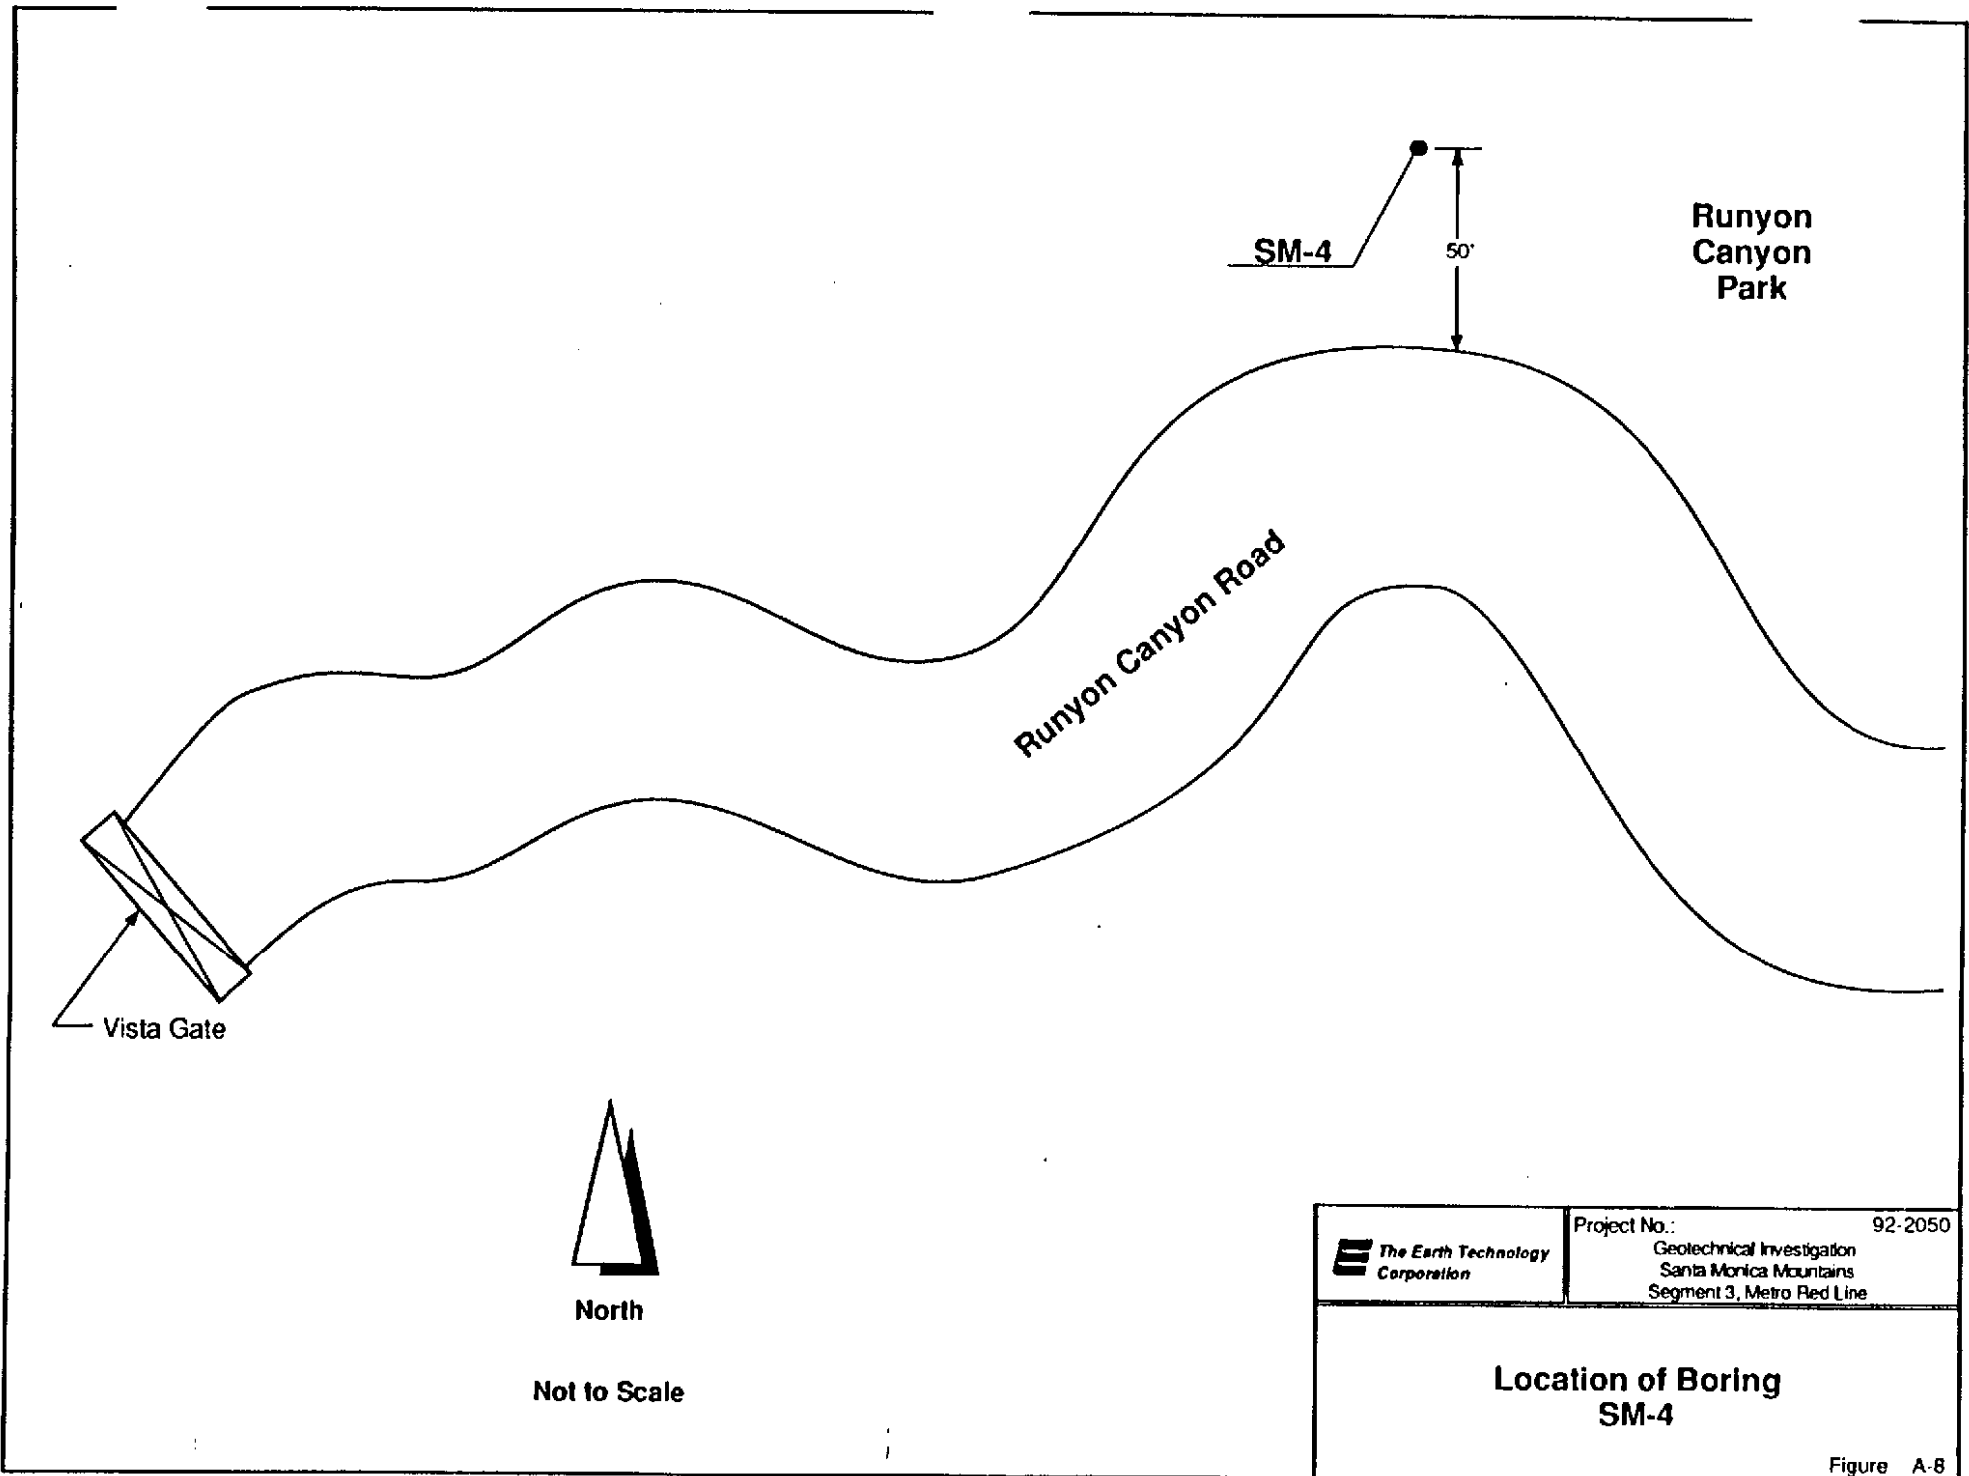 Runyon
Canyon
Park
SM-4
50'
Runyon Canyon Road
Vista Gate
North
Not to Scale
The Earth Technology
Corporation
Project No.: 92-2050
Geotechnical Investigation
Santa Monica Mountains
Segment 3, Metro Red Line
Location of Boring
SM-4
Figure A-8